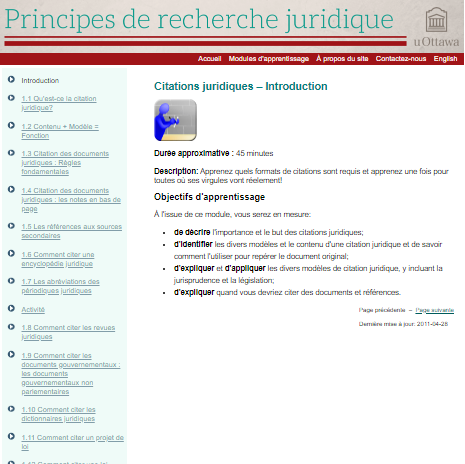 Principes de recherche juridique
uOttawa
Accueil Modules d'apprentissage À propos du site Contactez-nous English
Introduction
1.1 Qu'est-ce la citation
juridique?
1.2 Contenu + Modèle =
Fonction
1.3 Citation des documents
juridiques : Règles
fondamentales
1.4 Citation des documents
juridiques : les notes en bas de
page
1.5 Les références aux sources
secondaires
1.6 Comment citer une
encyclopédie juridique
1.7 Les abréviations des
périodiques juridiques
Activité
1.8 Comment citer les revues
juridiques
1.9 Comment citer les
documents gouvernementaux :
les documents
gouvernementaux non
parlementaires
1.10 Comment citer les
dictionnaires juridiques
1.11 Comment citer un projet de
loi
Citations juridiques – Introduction
Durée approximative : 45 minutes
Description: Apprenez quels formats de citations sont requis et apprenez une fois pour
toutes où ses virgules vont réelement!
Objectifs d'apprentissage
À l'issue de ce module, vous serez en mesure:
de décrire l'importance et le but des citations juridiques;
d'identifier les divers modèles et le contenu d'une citation juridique et de savoir
comment l'utiliser pour repérer le document original;
d'expliquer et d'appliquer les divers modèles de citation juridique, y incluant la
jurisprudence et la législation;
d'expliquer quand vous devriez citer des documents et références.
Page précédente – Page suivante
Dernière mise à jour: 2011-04-26